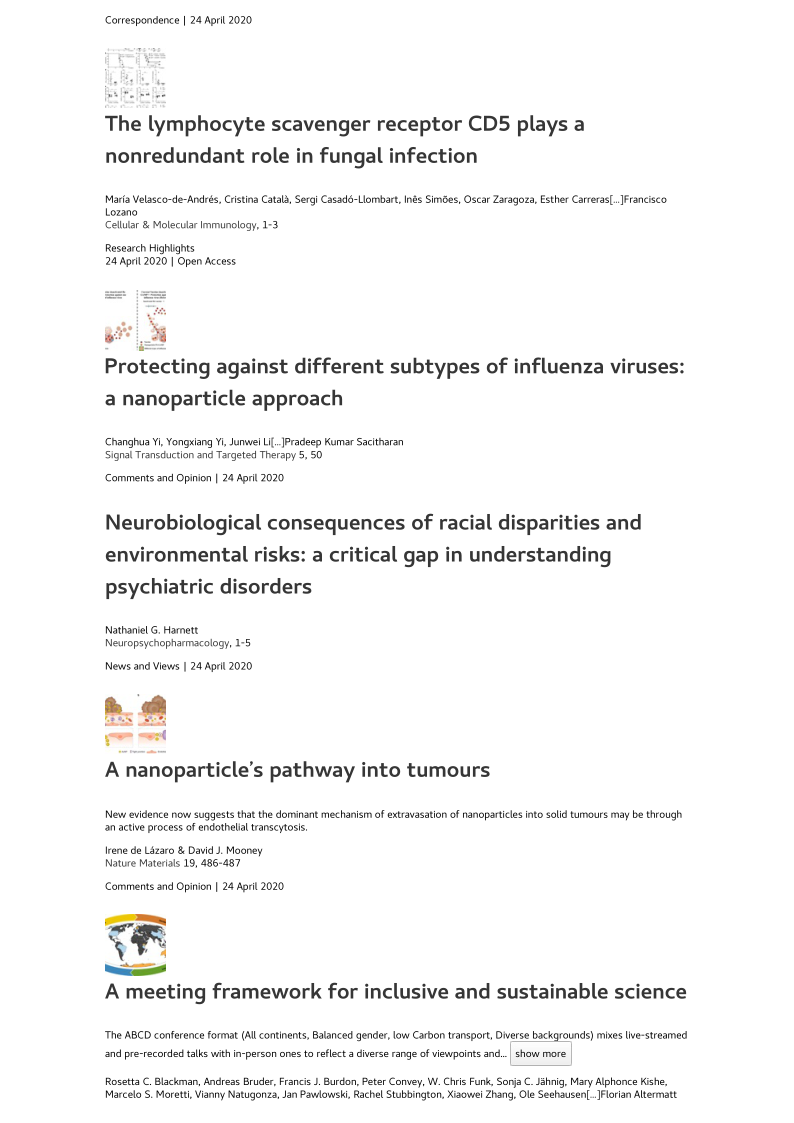 Correspondence | 24 April 2020
The lymphocyte scavenger receptor CD5 plays a
nonredundant role in fungal infection
María Velasco-de-Andrés, Cristina Català, Sergi Casadó-Llombart, Inês Simões, Oscar Zaragoza, Esther Carreras[…]Francisco
Lozano
Cellular & Molecular Immunology, 1-3
Research Highlights
24 April 2020 | Open Access
Protecting against different subtypes of influenza viruses:
a nanoparticle approach
Changhua Yi, Yongxiang Yi, Junwei Li[…]Pradeep Kumar Sacitharan
Signal Transduction and Targeted Therapy 5, 50
Comments and Opinion | 24 April 2020
Neurobiological consequences of racial disparities and
environmental risks: a critical gap in understanding
psychiatric disorders
Nathaniel G. Harnett
Neuropsychopharmacology, 1-5
News and Views | 24 April 2020
A nanoparticle’s pathway into tumours
New evidence now suggests that the dominant mechanism of extravasation of nanoparticles into solid tumours may be through
an active process of endothelial transcytosis.
Irene de Lázaro & David J. Mooney
Nature Materials 19, 486-487
Comments and Opinion | 24 April 2020
A meeting framework for inclusive and sustainable science
The ABCD conference format (All continents, Balanced gender, low Carbon transport, Diverse backgrounds) mixes live-streamed
and pre-recorded talks with in-person ones to reflect a diverse range of viewpoints and… show more
Rosetta C. Blackman, Andreas Bruder, Francis J. Burdon, Peter Convey, W. Chris Funk, Sonja C. Jähnig, Mary Alphonce Kishe,
Marcelo S. Moretti, Vianny Natugonza, Jan Pawlowski, Rachel Stubbington, Xiaowei Zhang, Ole Seehausen[…]Florian Altermatt